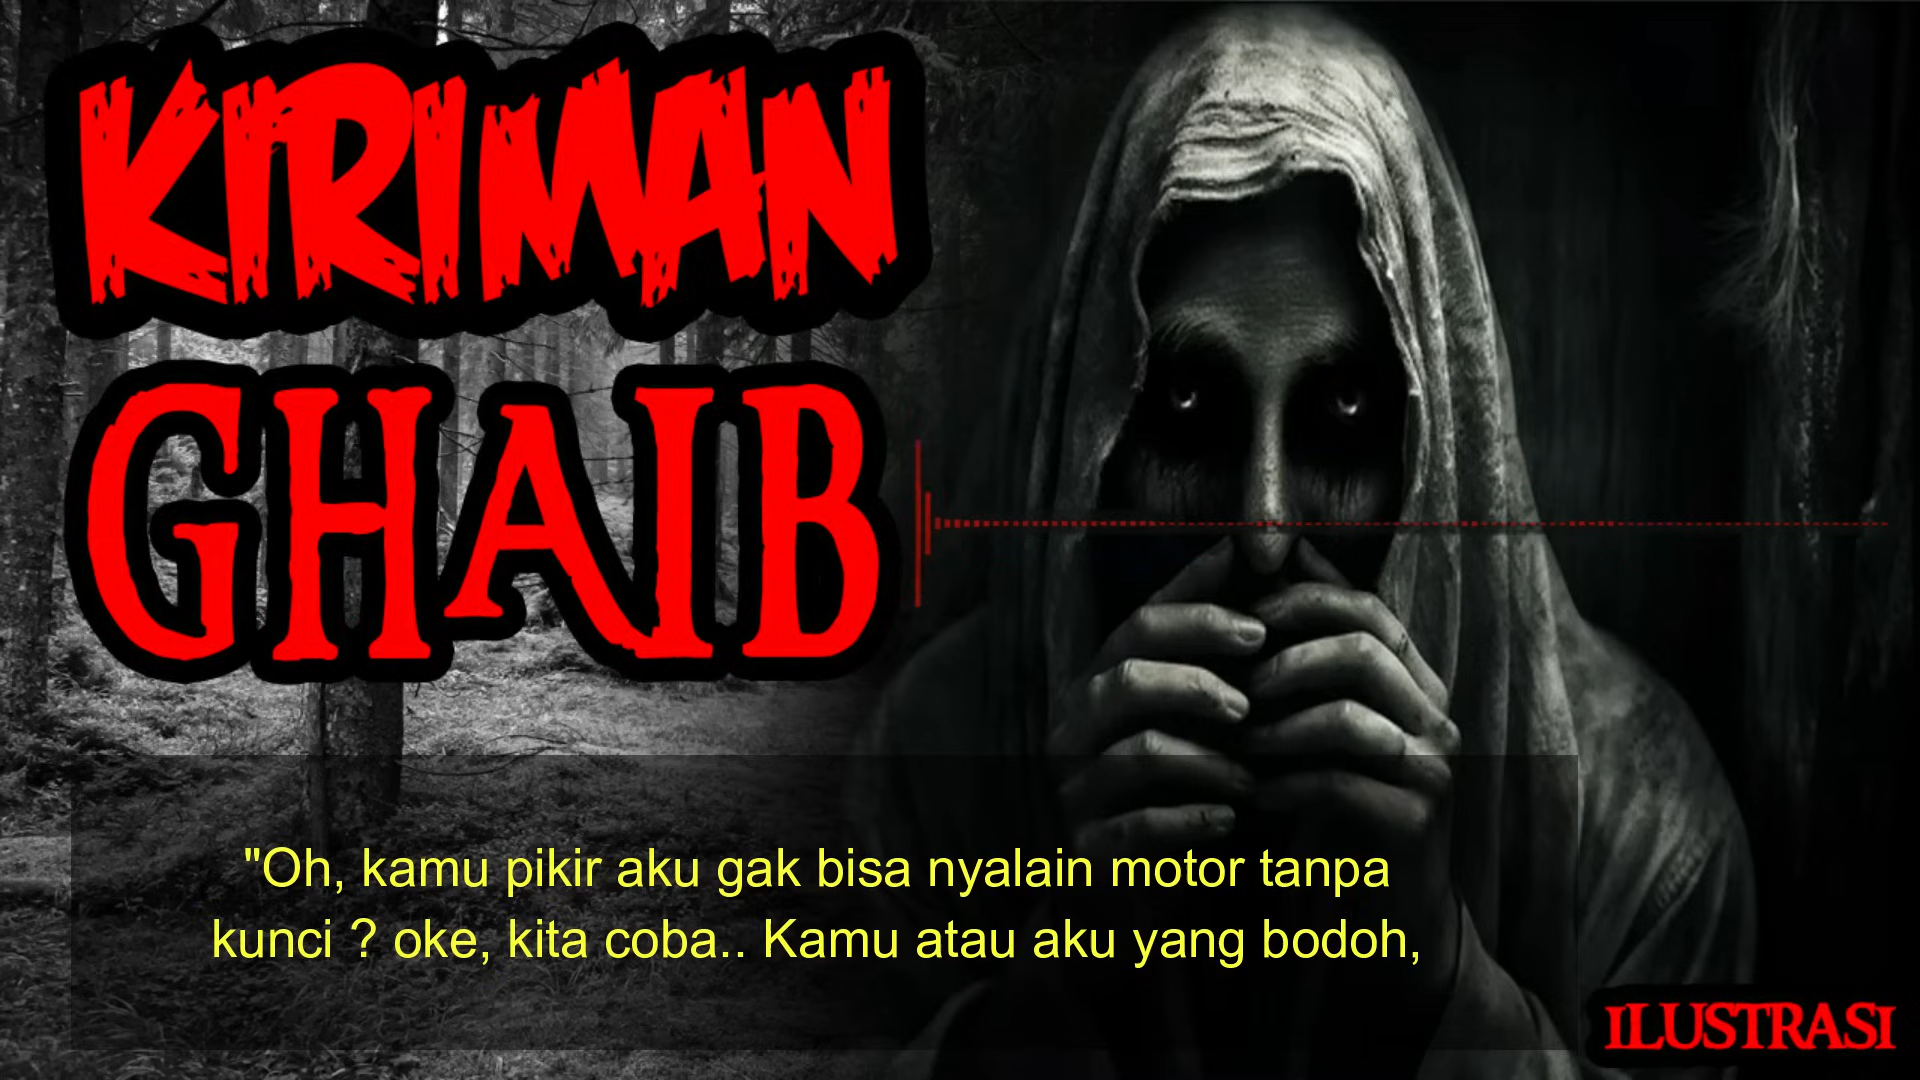 KIRIMAN
GHAIB
"Oh, kamu pikir aku gak bisa nyalain motor tanpa
kunci ? oke, kita coba.. Kamu atau aku yang bodoh,
ILUSTRASI